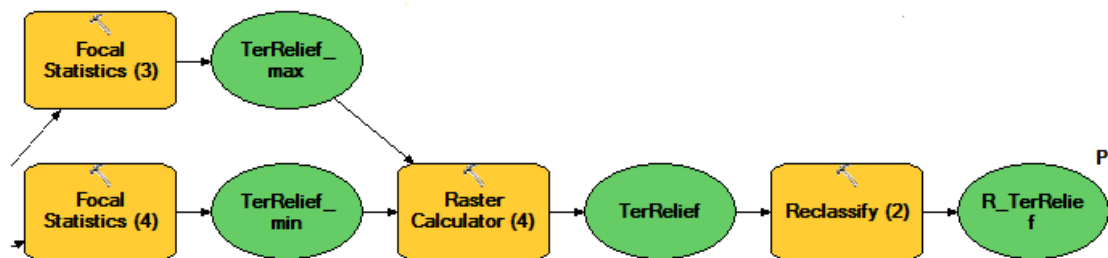 Focal
Statistics (3)
TerRelief_
max
P
Focal
Statistics (4)
TerRelief_
min
Raster
Calculator (4)
TerRelief
Reclassify (2)
R_TerRelie
f